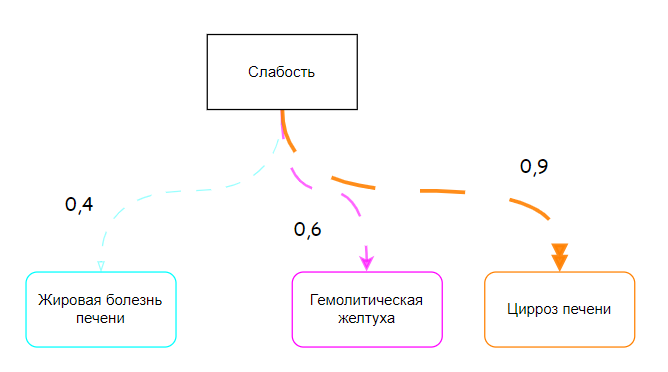 Слабость
0,9
0,4
0,6
Жировая болезнь
печени
Гемолитическая
желтуха
Цирроз печени